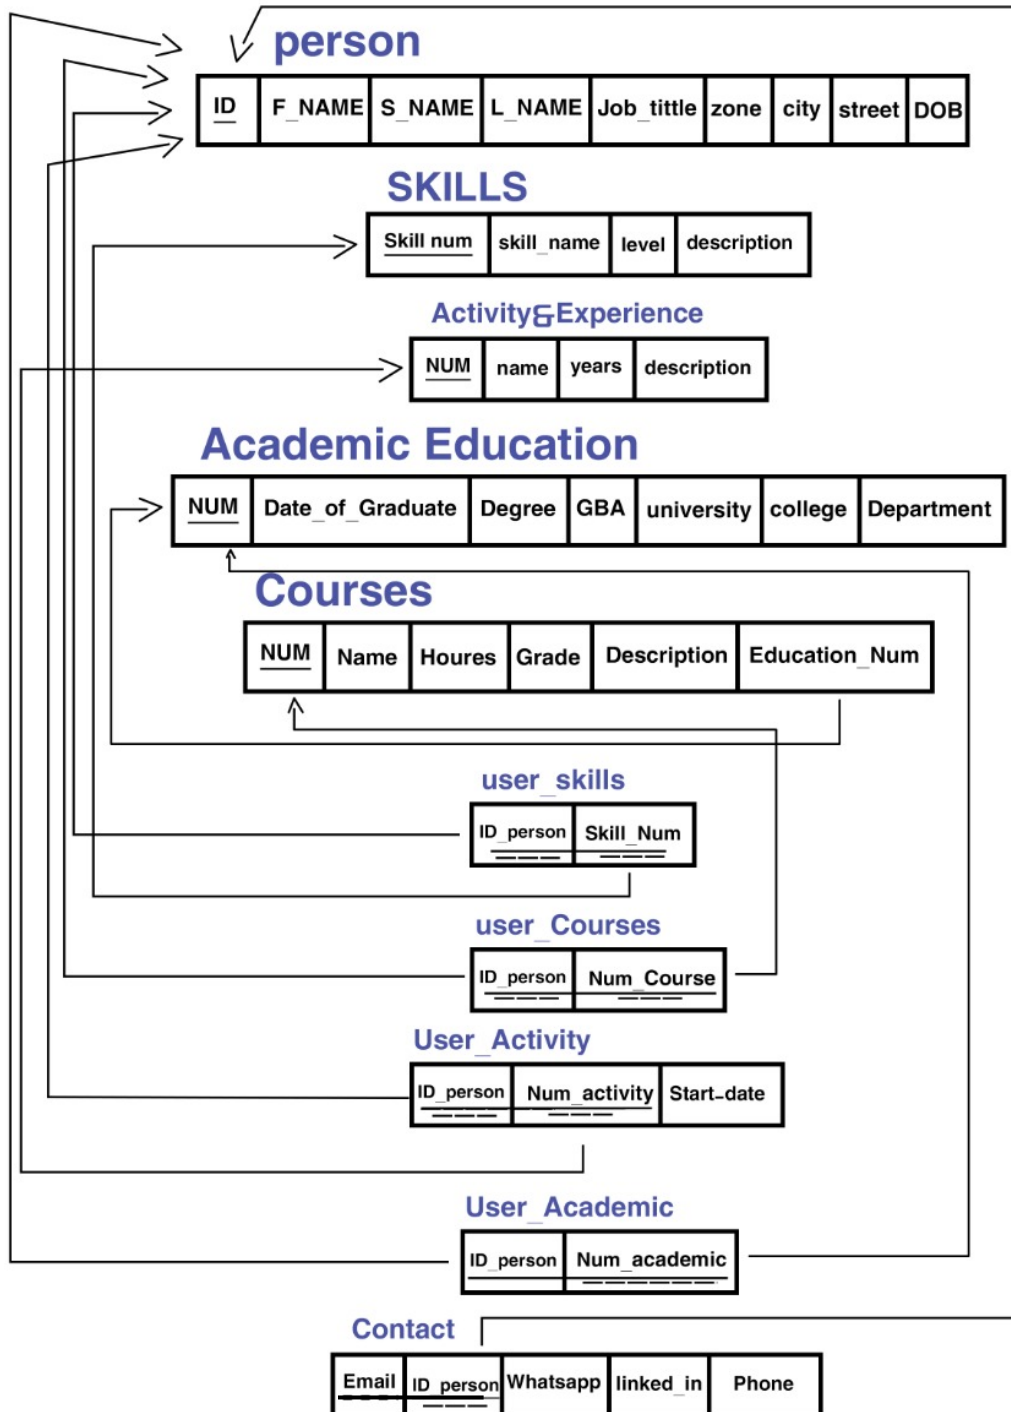 person
ID F_NAME S_NAME L_NAME Job_tittle zone city street DOB
SKILLS
Skill num skill_name level description
Activity&Experience
NUM name years description
Academic Education
NUM Date_of_Graduate Degree GBA university college Department
Courses
NUM Name Houres Grade Description Education_Num
user_skills
ID_person Skill_Num
user_Courses
ID_person Num_Course
User_Activity
ID_person Num_activity Start-date
User_Academic
ID_person Num_academic
Contact
Email ID_person Whatsapp linked_in Phone